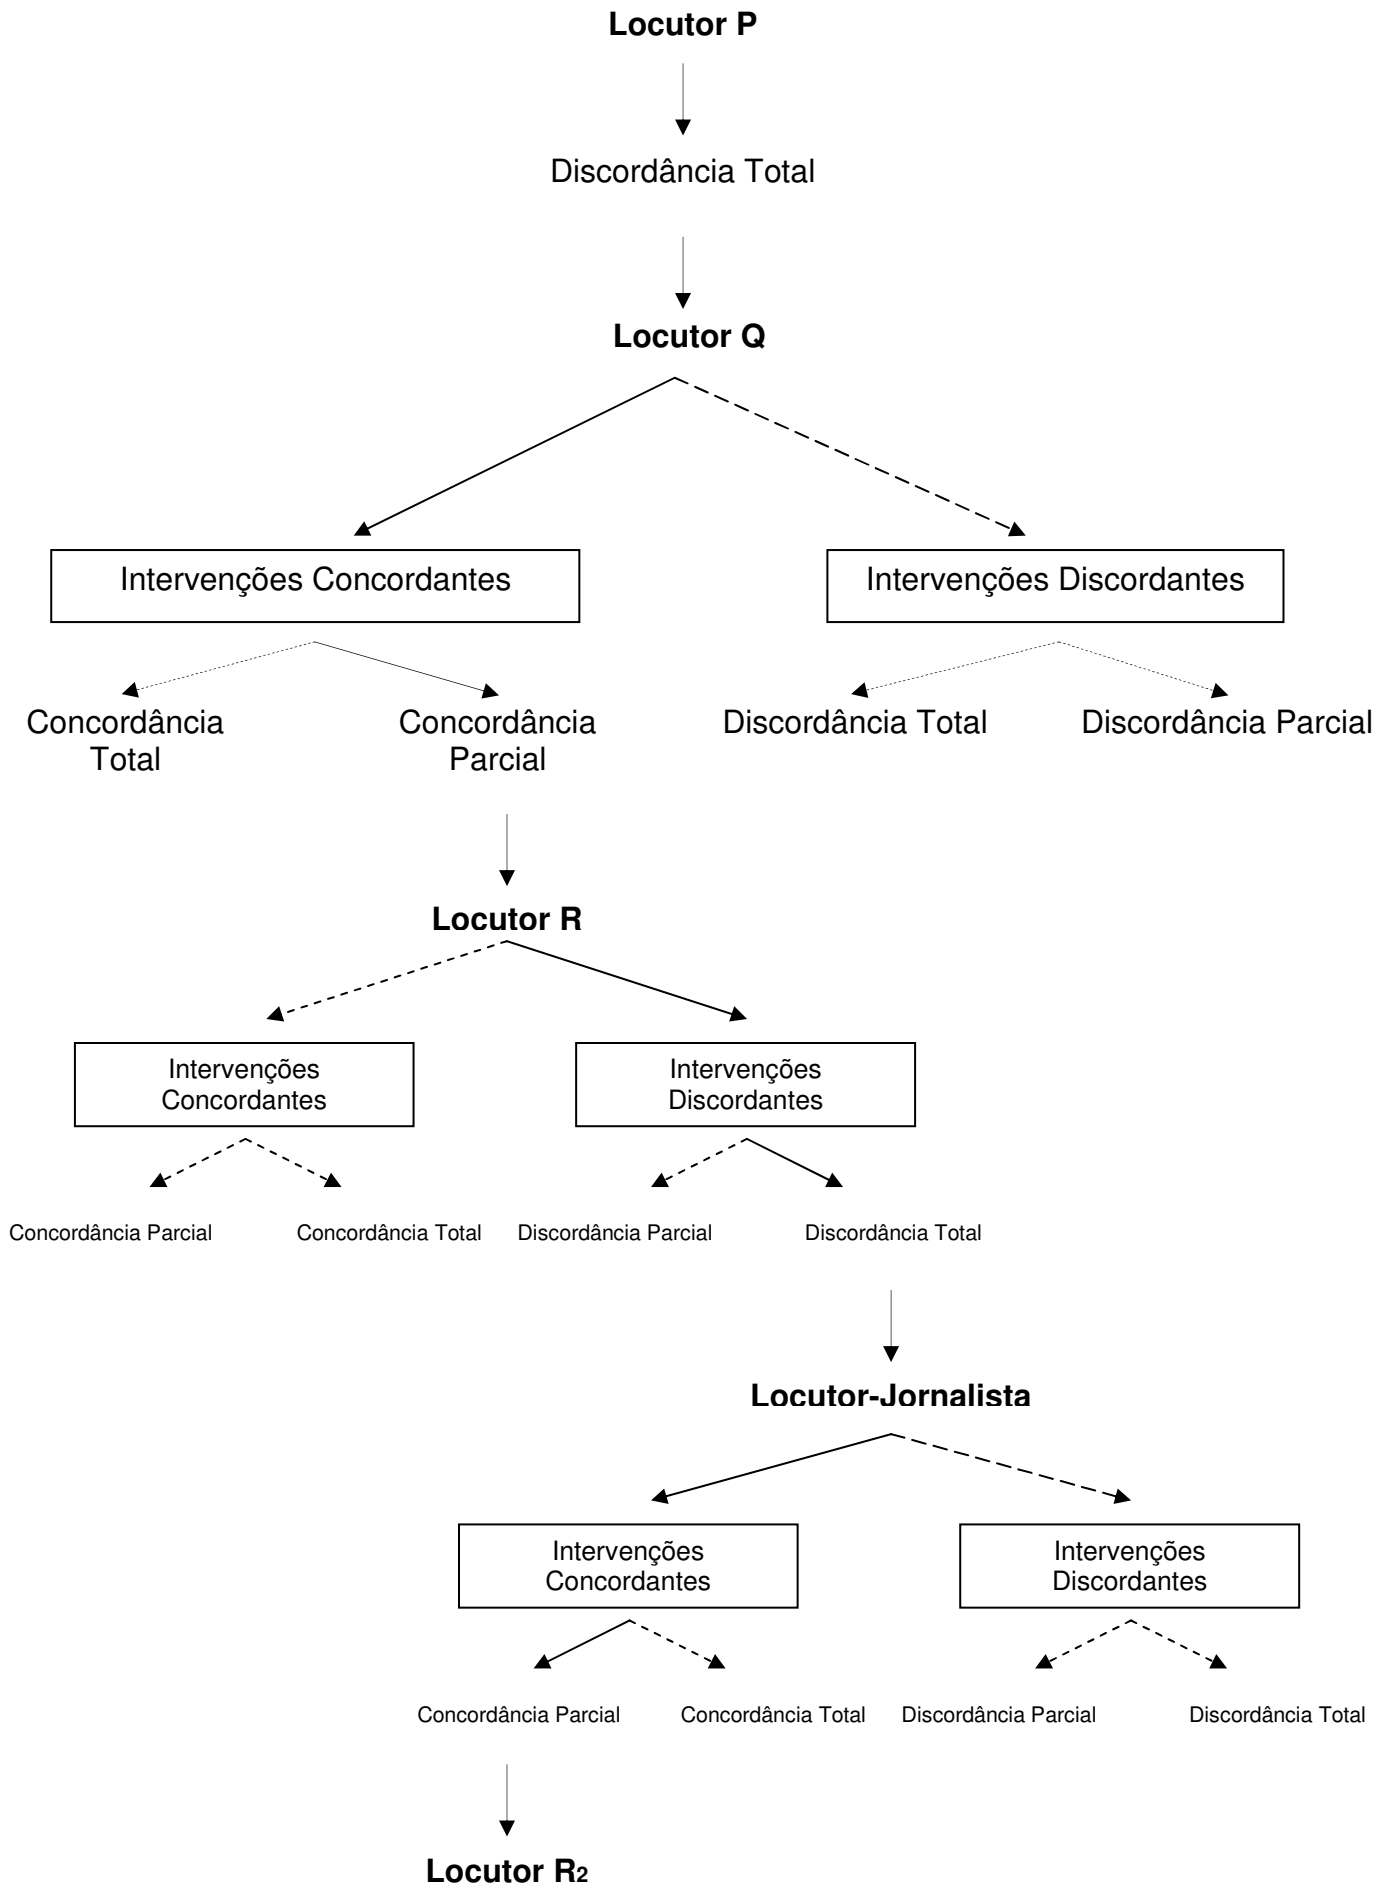 Locutor P
Discordância Total
Locutor Q
Intervenções Concordantes
Intervenções Discordantes
Concordância
Total
Concordância
Parcial
Discordância Total
Discordância Parcial
Locutor R
Intervenções
Concordantes
Intervenções
Discordantes
Concordância Parcial
Concordância Total
Discordância Parcial
Discordância Total
Locutor-Jornalista
Intervenções
Concordantes
Intervenções
Discordantes
Concordância Parcial
Concordância Total
Discordância Parcial
Discordância Total
Locutor R2